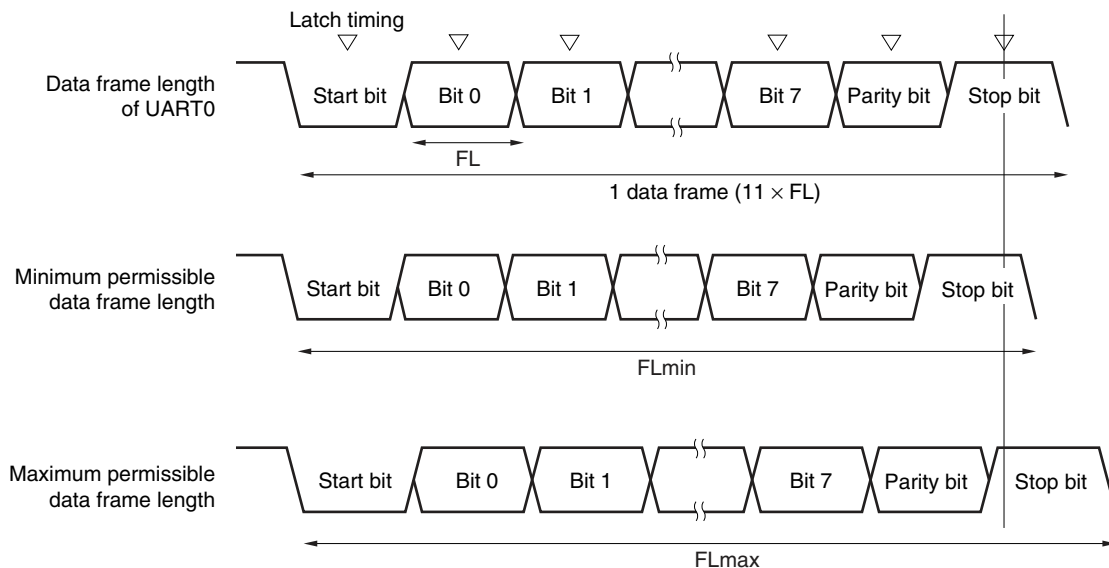 Latch timing
Data frame length
of UART0
Start bit
Bit 0
Bit 1
Bit 7
Parity bit
Stop bit
FL
1 data frame (11 × FL)
Minimum permissible
data frame length
Start bit
Bit 0
Bit 1
Bit 7
Parity bit
Stop bit
FLmin
Maximum permissible
data frame length
Start bit
Bit 0
Bit 1
Bit 7
Parity bit
Stop bit
FLmax